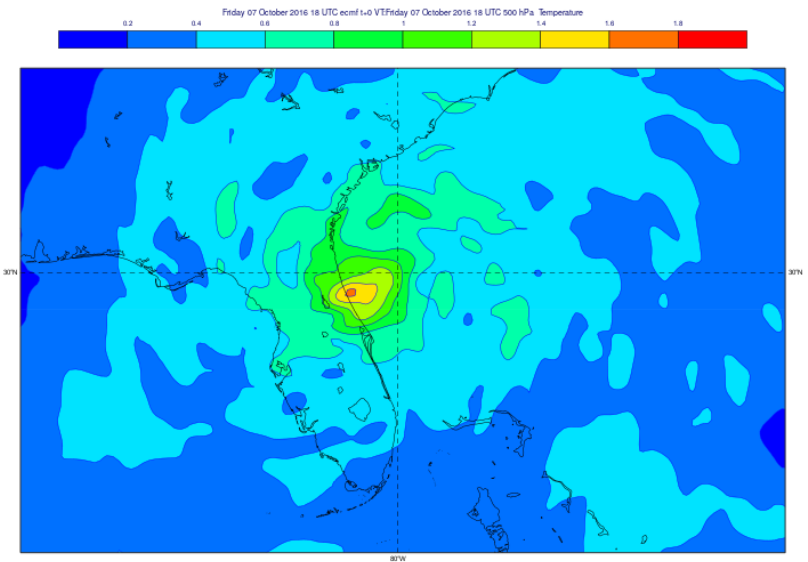 Friday 07 October 2016 18 UTC ecmf t+0 VT:Friday 07 October 2016 18 UTC 500 hPa Temperature
0.2 0.4 0.6 0.8 1 1.2 1.4 1.6 1.8
30°N 30°N
80°W